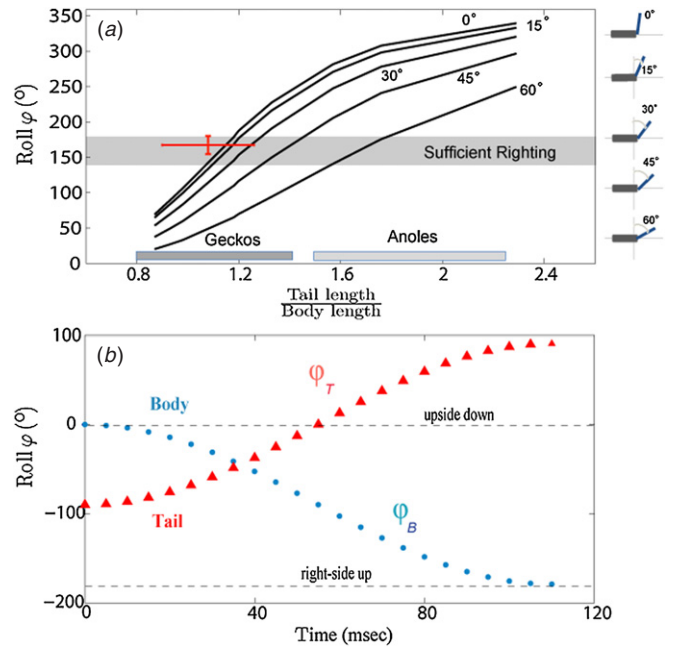 (a)
350
300
250
200
150
100
50
0
Roll φ (°)
0°
15°
30°
45°
60°
Sufficient Righting
Geckos
Anoles
0.8 1.2 1.6 2 2.4
Tail length
Body length
0°
15°
30°
45°
60°
(b)
100
0
−100
−200
Roll φ (°)
Body
φT
upside down
Tail
φB
right-side up
0 40 80 120
Time (msec)